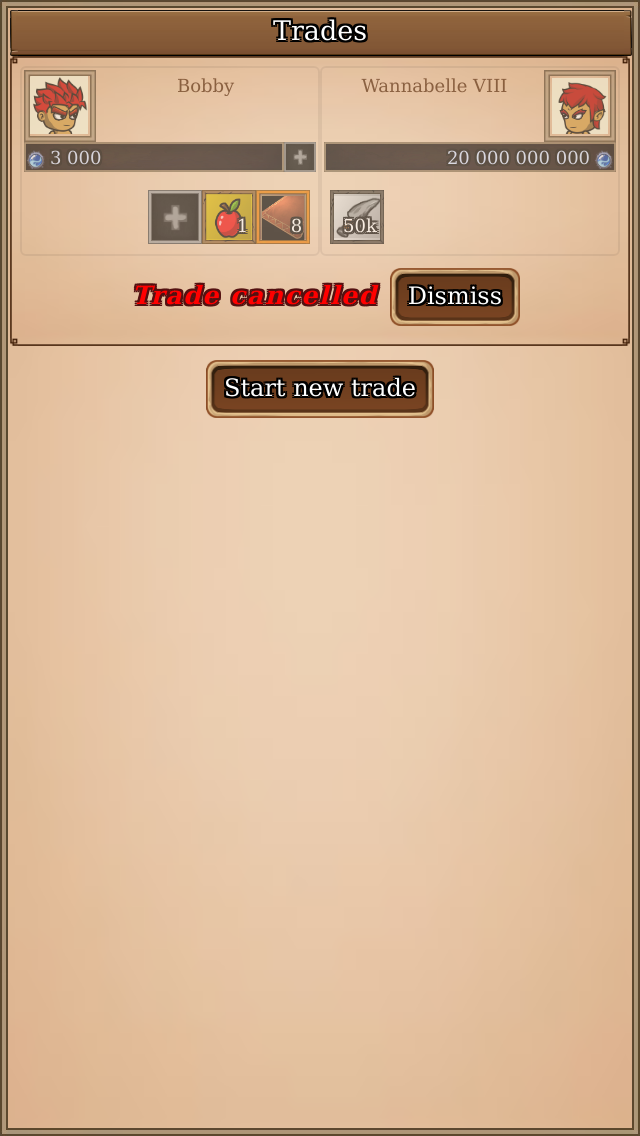 Trades
Bobby
Wannabelle VIII
3 000
20 000 000 000
1
8
50k
Trade cancelled
Dismiss
Start new trade